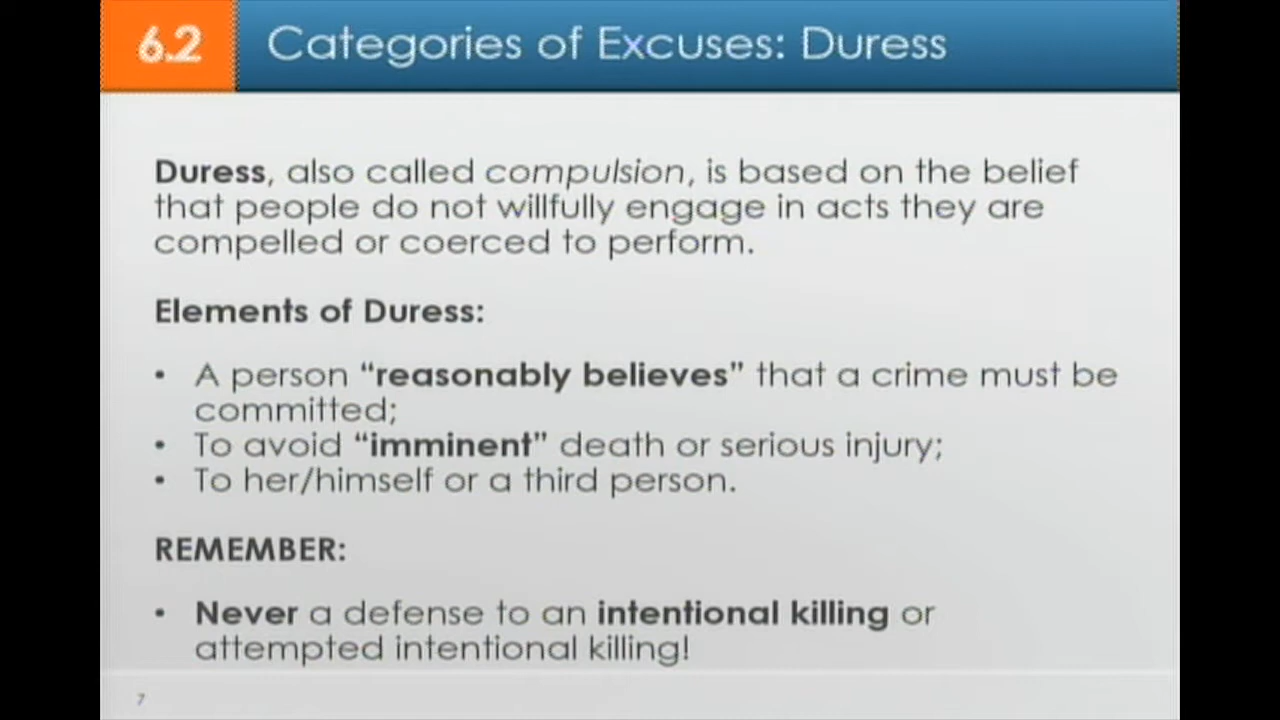 6.2 Categories of Excuses: Duress
Duress, also called compulsion, is based on the belief
that people do not willfully engage in acts they are
compelled or coerced to perform.
Elements of Duress:
• A person “reasonably believes” that a crime must be
committed;
• To avoid “imminent” death or serious injury;
• To her/himself or a third person.
REMEMBER:
• Never a defense to an intentional killing or
attempted intentional killing!
7